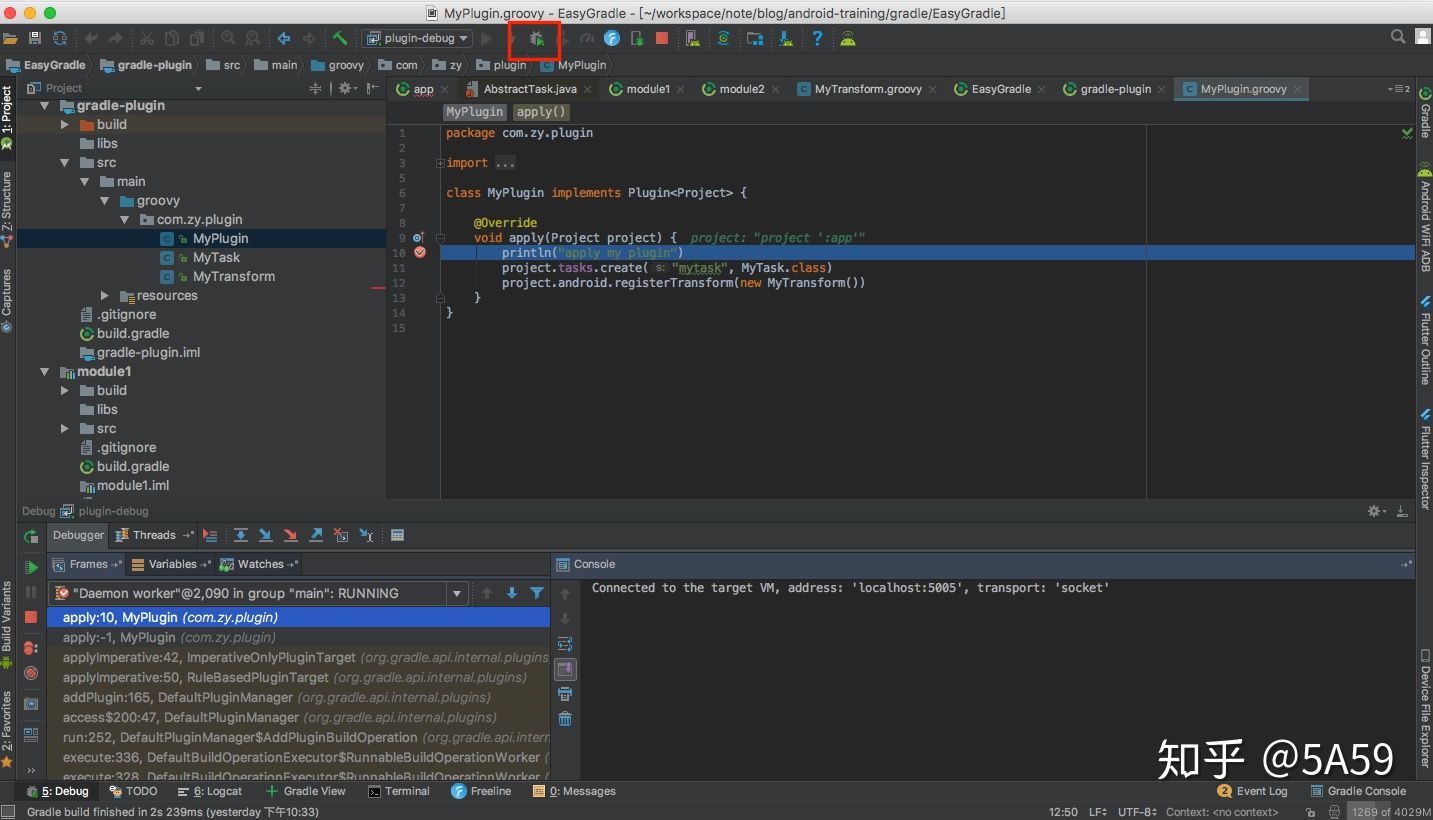 MyPlugin.groovy - EasyGradle - [~/workspace/note/blog/android-training/gradle/EasyGradle]
plugin-debug
EasyGradle gradle-plugin src main groovy com zy plugin MyPlugin
Project
app AbstractTask.java module1 module2 MyTransform.groovy EasyGradle gradle-plugin MyPlugin.groovy 2
MyPlugin apply()
gradle-plugin
build
libs
src
main
groovy
com.zy.plugin
MyPlugin
MyTask
MyTransform
resources
.gitignore
build.gradle
gradle-plugin.iml
module1
build
libs
src
.gitignore
build.gradle
module1.iml
1 package com.zy.plugin
2
3 import ...
5
6 class MyPlugin implements Plugin<Project> {
7
8 @Override
9 void apply(Project project) { project: "project ':app'"
10 println("apply my plugin")
11 project.tasks.create( s: "mytask", MyTask.class)
12 project.android.registerTransform(new MyTransform())
13 }
14 }
15
1: Project
Z: Structure
Captures
Build Variants
2: Favorites
Gradle
Android WiFi ADB
Flutter Outline
Flutter Inspector
Device File Explorer
Debug plugin-debug
Debugger Threads
Frames Variables Watches
"Daemon worker"@2,090 in group "main": RUNNING
apply:10, MyPlugin (com.zy.plugin)
apply:-1, MyPlugin (com.zy.plugin)
applyImperative:42, ImperativeOnlyPluginTarget (org.gradle.api.internal.plugins
applyImperative:50, RuleBasedPluginTarget (org.gradle.api.internal.plugins)
addPlugin:165, DefaultPluginManager (org.gradle.api.internal.plugins)
access$200:47, DefaultPluginManager (org.gradle.api.internal.plugins)
run:252, DefaultPluginManager$AddPluginBuildOperation (org.gradle.api.inte
execute:336, DefaultBuildOperationExecutor$RunnableBuildOperationWorker (
execute:328, DefaultBuildOperationExecutor$RunnableBuildOperationWorker (
Console
Connected to the target VM, address: 'localhost:5005', transport: 'socket'
知乎 @5A59
5: Debug TODO 6: Logcat Gradle View Terminal Freeline 0: Messages 2 Event Log Gradle Console
Gradle build finished in 2s 239ms (yesterday 下午10:33) 12:50 LF UTF-8 Context: <no context> 1269 of 4029M